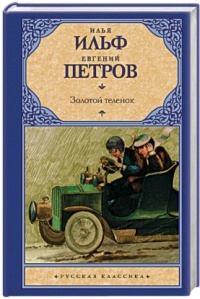 ИЛЬЯ
ИЛЬФ
ЕВГЕНИЙ
ПЕТРОВ
Золотой теленок
РУССКАЯ КЛАССИКА